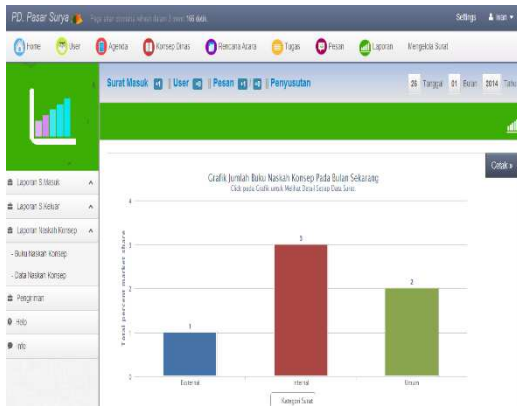 PD. Pasar Surya
Settings
Home
User
Agenda
Konsep Dinas
Rencana Acara
Tugas
Pesan
Laporan
Mengelola Surat
Surat Masuk || User || Pesan || Penyusutan
26 Tanggal 01 Bulan 2014
Cetak »
Laporan S.Masuk
Laporan S.Keluar
Laporan Naskah Konsep
- Buku Naskah Konsep
- Data Naskah Konsep
Pengiriman
Help
Info
Grafik Jumlah Buku Naskah Konsep Pada Bulan Sekarang
Click pada Grafik untuk Melihat Detail Setiap Data Surat
Total percent market share
4
3
2
1
0
1
3
2
Eksternal
Internal
Umum
Kategori Surat